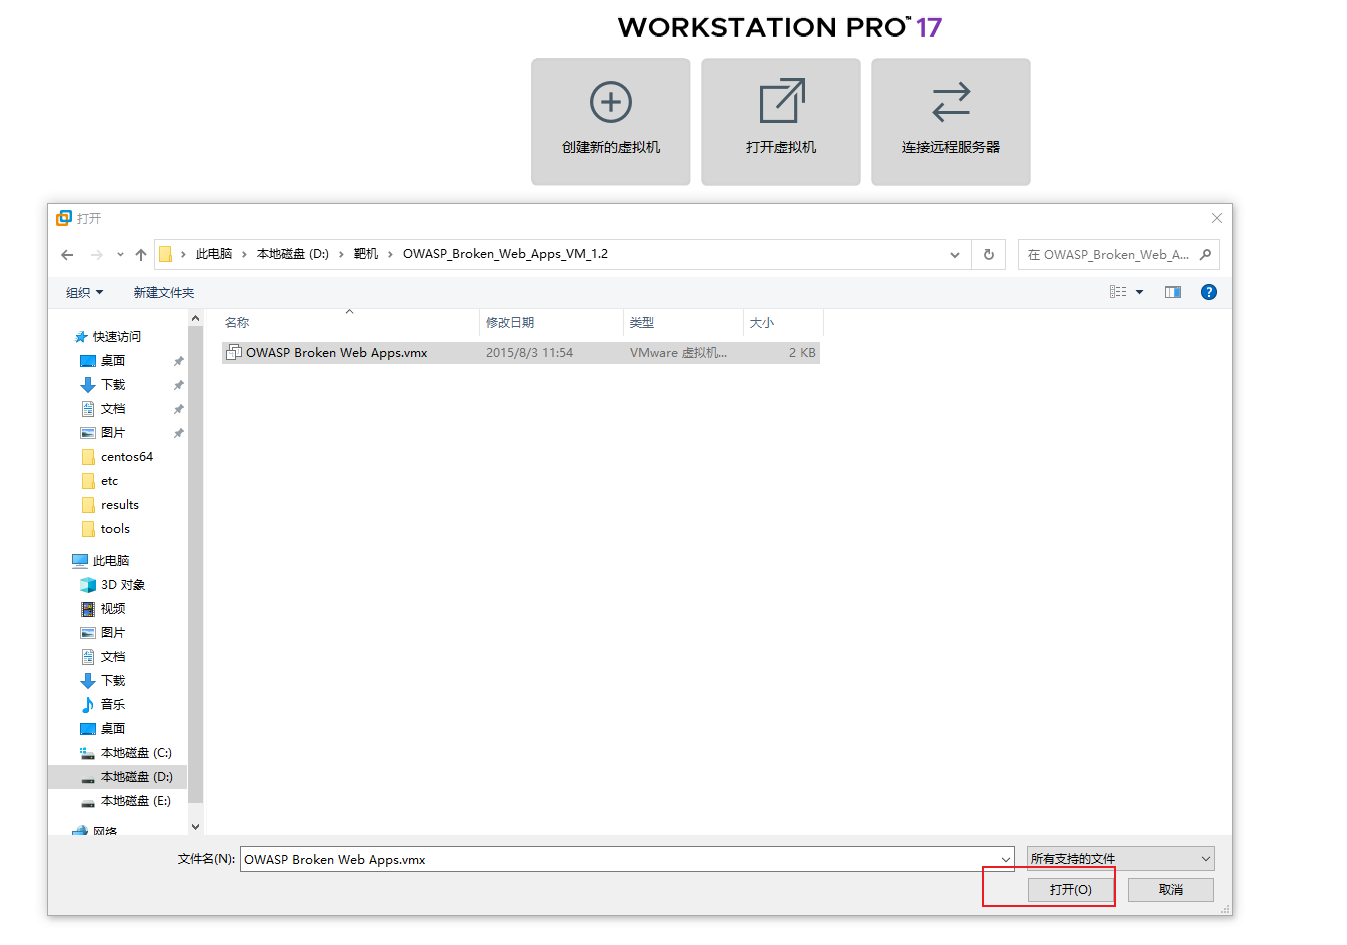 WORKSTATION PRO™ 17
创建新的虚拟机
打开虚拟机
连接远程服务器
打开
此电脑 › 本地磁盘 (D:) › 靶机 › OWASP_Broken_Web_Apps_VM_1.2
在 OWASP_Broken_Web_A...
组织
新建文件夹
名称
修改日期
类型
大小
OWASP Broken Web Apps.vmx
2015/8/3 11:54
VMware 虚拟机...
2 KB
快速访问
桌面
下载
文档
图片
centos64
etc
results
tools
此电脑
3D 对象
视频
图片
文档
下载
音乐
桌面
本地磁盘 (C:)
本地磁盘 (D:)
本地磁盘 (E:)
网络
文件名(N):
OWASP Broken Web Apps.vmx
所有支持的文件
打开(O)
取消